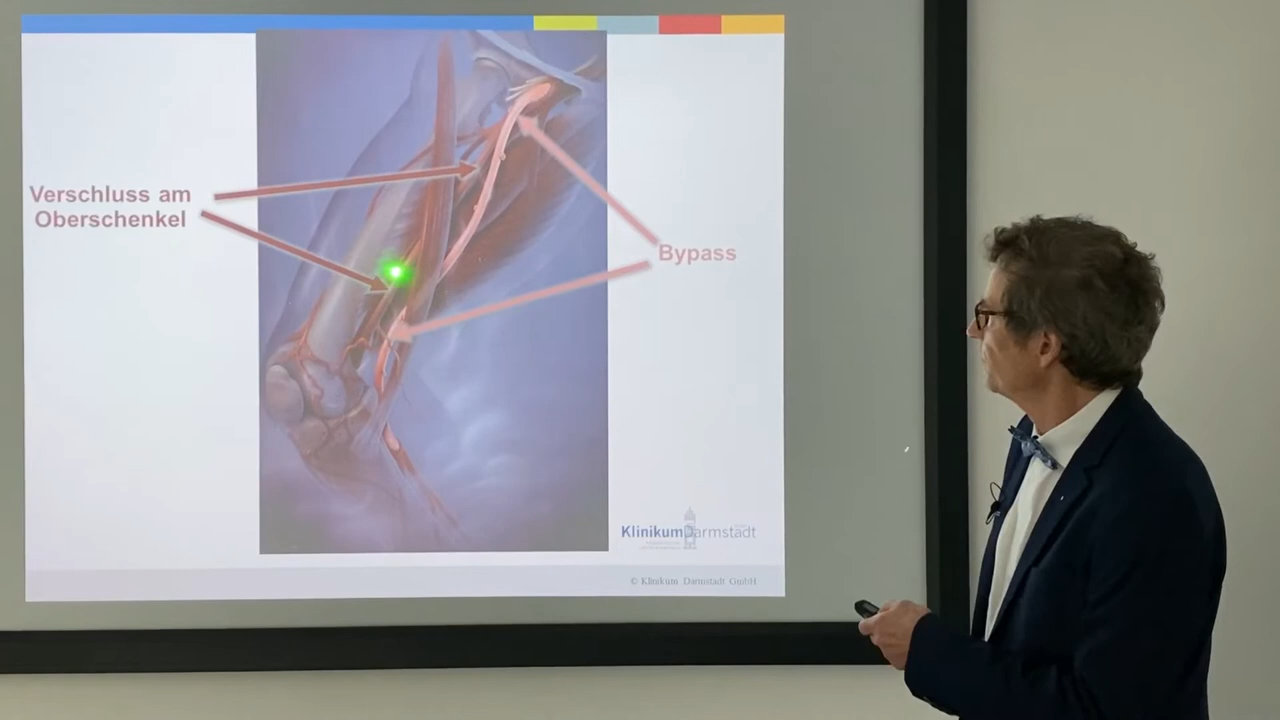 Verschluss am
Oberschenkel
Bypass
KlinikumDarmstadt
© Klinikum Darmstadt GmbH